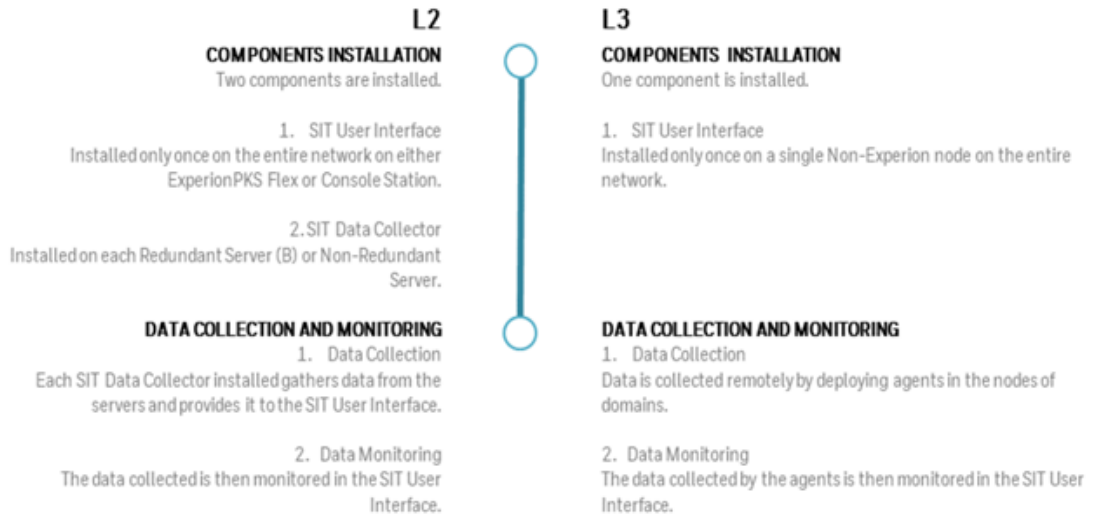 L2
COMPONENTS INSTALLATION
Two components are installed.
1. SIT User Interface
Installed only once on the entire network on either
ExperionPKS Flex or Console Station.
2. SIT Data Collector
Installed on each Redundant Server (B) or Non-Redundant
Server.
DATA COLLECTION AND MONITORING
1. Data Collection
Each SIT Data Collector installed gathers data from the
servers and provides it to the SIT User Interface.
2. Data Monitoring
The data collected is then monitored in the SIT User
Interface.
L3
COMPONENTS INSTALLATION
One component is installed.
1. SIT User Interface
Installed only once on a single Non-Experion node on the entire
network.
DATA COLLECTION AND MONITORING
1. Data Collection
Data is collected remotely by deploying agents in the nodes of
domains.
2. Data Monitoring
The data collected by the agents is then monitored in the SIT User
Interface.